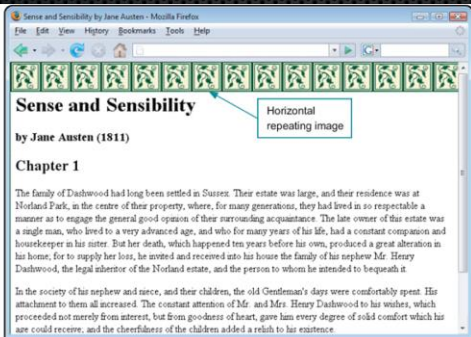 Sense and Sensibility by Jane Austen - Mozilla Firefox
File Edit View History Bookmarks Tools Help
Horizontal
repeating image
Sense and Sensibility
by Jane Austen (1811)
Chapter 1
The family of Dashwood had long been settled in Sussex. Their estate was large, and their residence was at
Norland Park, in the centre of their property, where, for many generations, they had lived in so respectable a
manner as to engage the general good opinion of their surrounding acquaintance. The late owner of this estate was
a single man, who lived to a very advanced age, and who for many years of his life, had a constant companion and
housekeeper in his sister. But her death, which happened ten years before his own, produced a great alteration in
his home; for to supply her loss, he invited and received into his house the family of his nephew Mr. Henry
Dashwood, the legal inheritor of the Norland estate, and the person to whom he intended to bequeath it.
In the society of his nephew and niece, and their children, the old Gentleman's days were comfortably spent. His
attachment to them all increased. The constant attention of Mr. and Mrs. Henry Dashwood to his wishes, which
proceeded not merely from interest, but from goodness of heart, gave him every degree of solid comfort which his
age could receive; and the cheerfulness of the children added a relish to his existence.